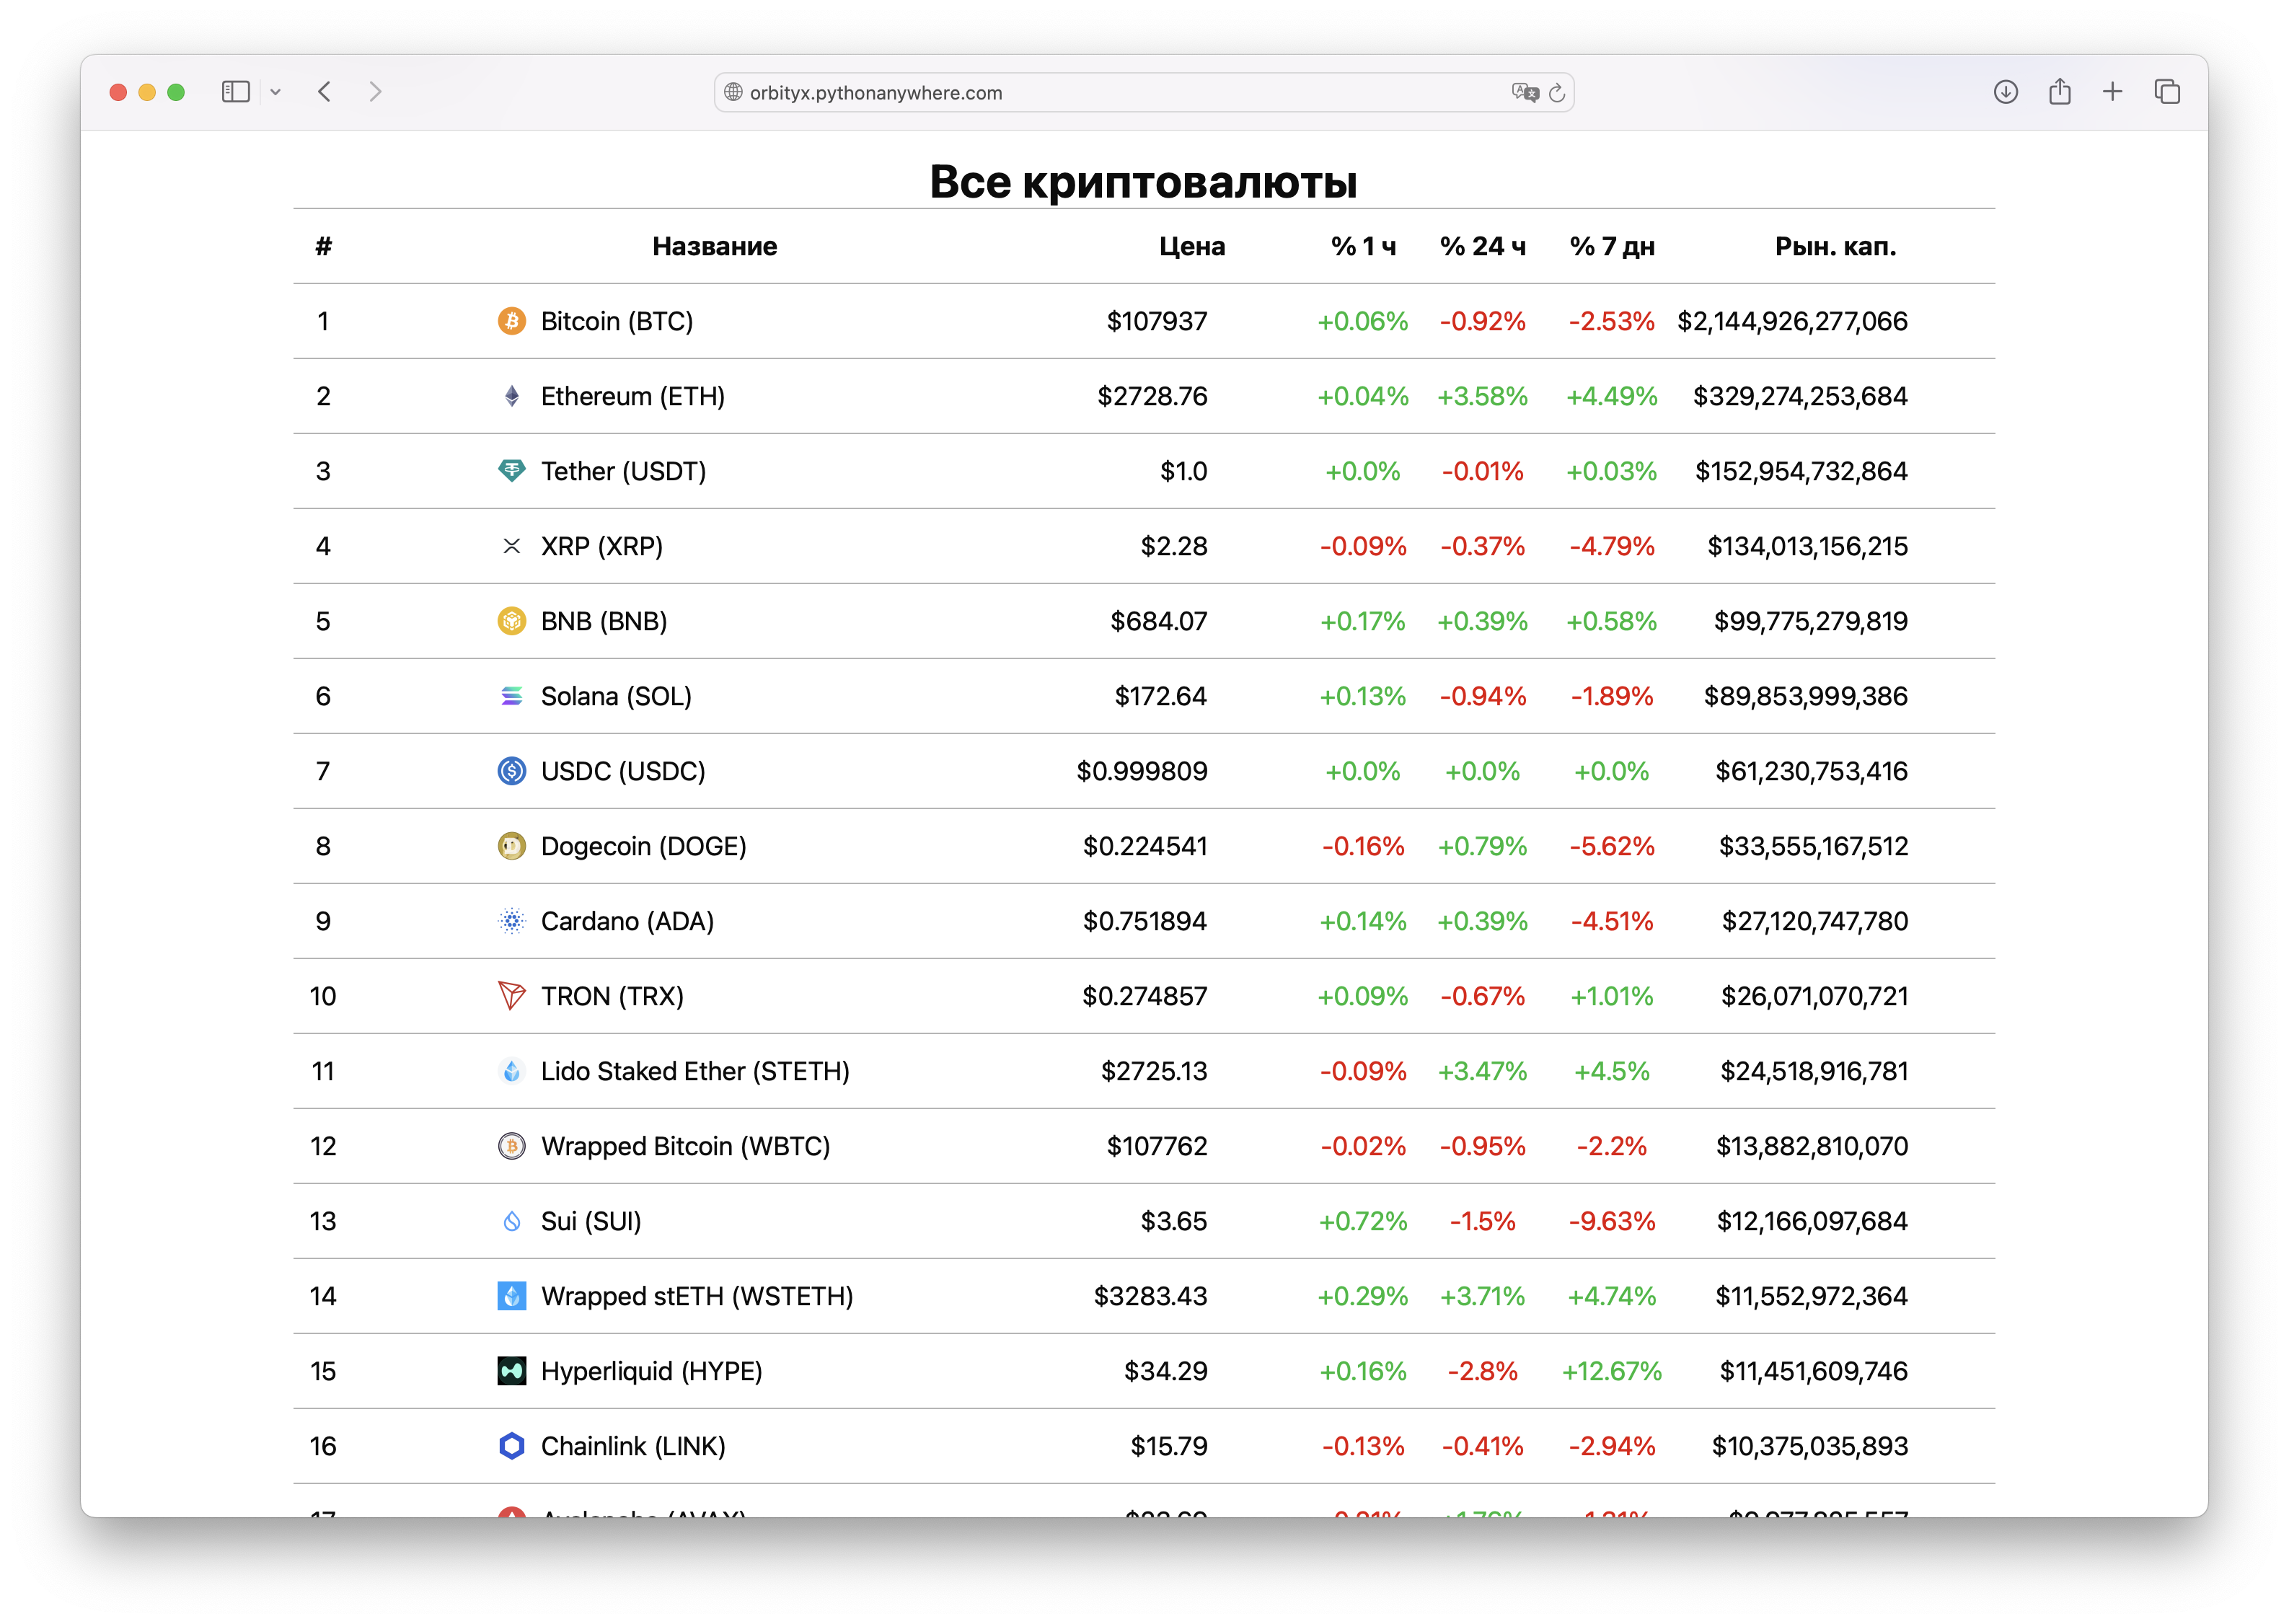 orbityx.pythonanywhere.com
Все криптовалюты
# Название Цена % 1 ч % 24 ч % 7 дн Рын. кап.
1 Bitcoin (BTC) $107937 +0.06% -0.92% -2.53% $2,144,926,277,066
2 Ethereum (ETH) $2728.76 +0.04% +3.58% +4.49% $329,274,253,684
3 Tether (USDT) $1.0 +0.0% -0.01% +0.03% $152,954,732,864
4 XRP (XRP) $2.28 -0.09% -0.37% -4.79% $134,013,156,215
5 BNB (BNB) $684.07 +0.17% +0.39% +0.58% $99,775,279,819
6 Solana (SOL) $172.64 +0.13% -0.94% -1.89% $89,853,999,386
7 USDC (USDC) $0.999809 +0.0% +0.0% +0.0% $61,230,753,416
8 Dogecoin (DOGE) $0.224541 -0.16% +0.79% -5.62% $33,555,167,512
9 Cardano (ADA) $0.751894 +0.14% +0.39% -4.51% $27,120,747,780
10 TRON (TRX) $0.274857 +0.09% -0.67% +1.01% $26,071,070,721
11 Lido Staked Ether (STETH) $2725.13 -0.09% +3.47% +4.5% $24,518,916,781
12 Wrapped Bitcoin (WBTC) $107762 -0.02% -0.95% -2.2% $13,882,810,070
13 Sui (SUI) $3.65 +0.72% -1.5% -9.63% $12,166,097,684
14 Wrapped stETH (WSTETH) $3283.43 +0.29% +3.71% +4.74% $11,552,972,364
15 Hyperliquid (HYPE) $34.29 +0.16% -2.8% +12.67% $11,451,609,746
16 Chainlink (LINK) $15.79 -0.13% -0.41% -2.94% $10,375,035,893
17 Avalanche (AVAX)